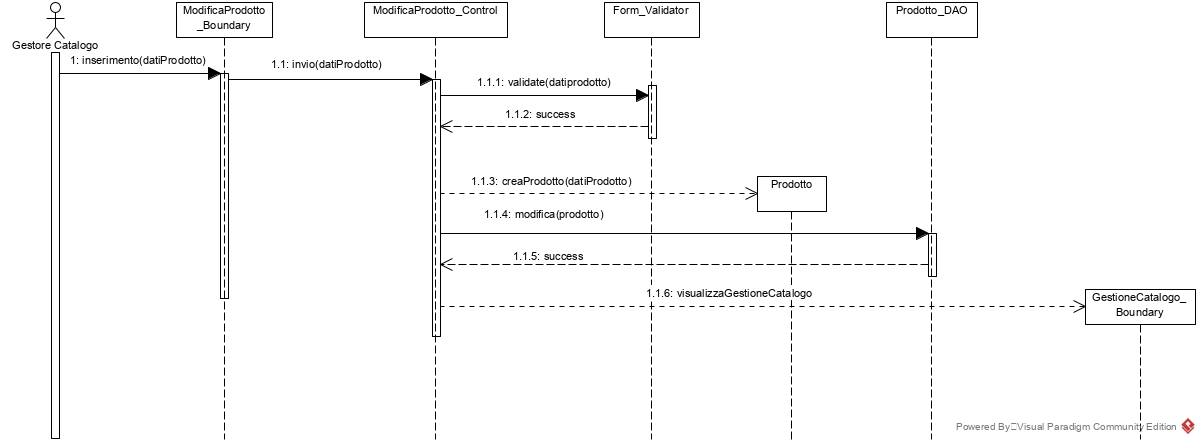 ModificaProdotto
_Boundary
ModificaProdotto_Control
Form_Validator
Prodotto_DAO
Gestore Catalogo
1: inserimento(datiProdotto)
1.1: invio(datiProdotto)
1.1.1: validate(datiprodotto)
1.1.2: success
1.1.3: creaProdotto(datiProdotto)
Prodotto
1.1.4: modifica(prodotto)
1.1.5: success
1.1.6: visualizzaGestioneCatalogo
GestioneCatalogo_
Boundary
Powered By Visual Paradigm Community Edition